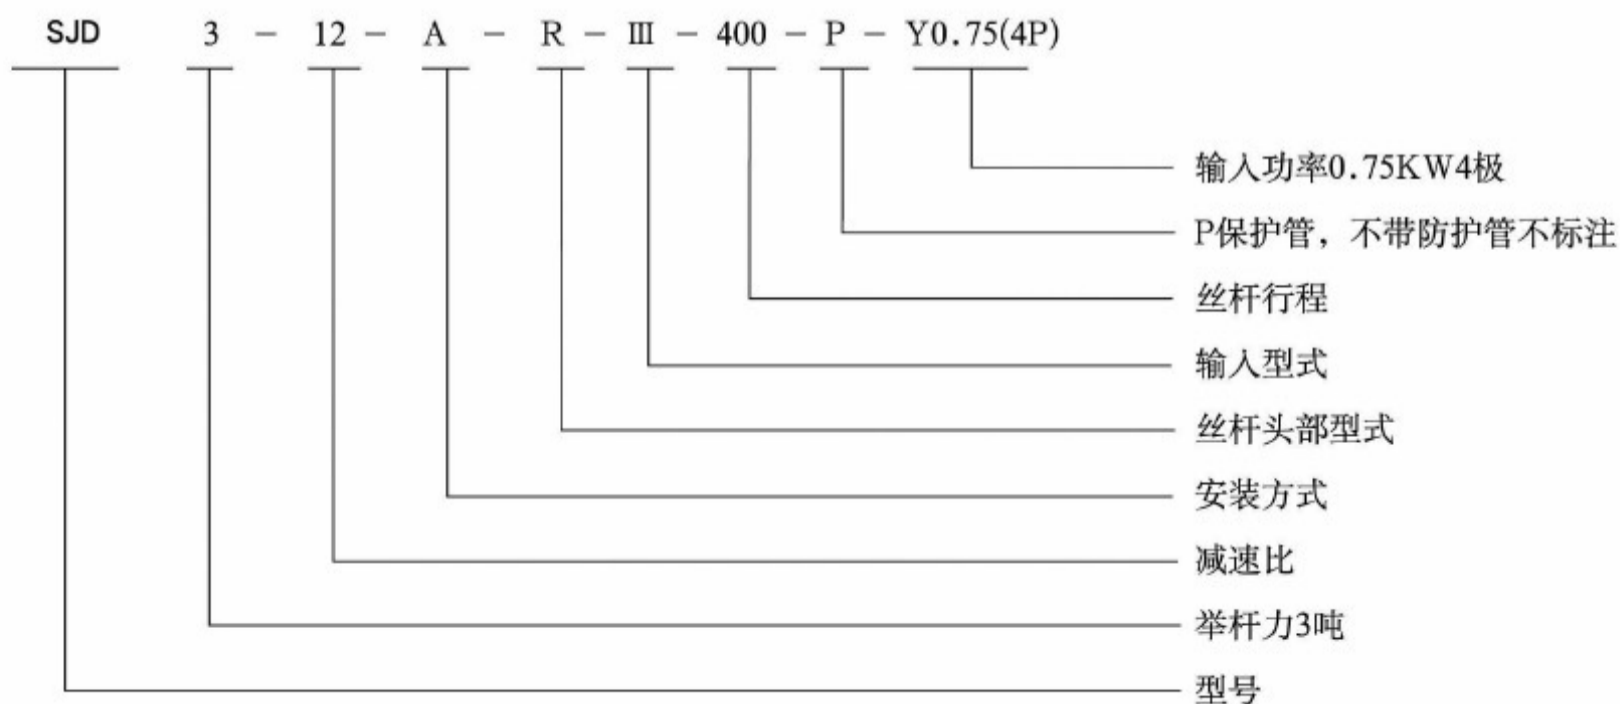 SJD 3 - 12 - A - R - Ⅲ - 400 - P - Y0.75(4P)
输入功率0.75KW4极
P保护管，不带防护管不标注
丝杆行程
输入型式
丝杆头部型式
安装方式
减速比
举杆力3吨
型号